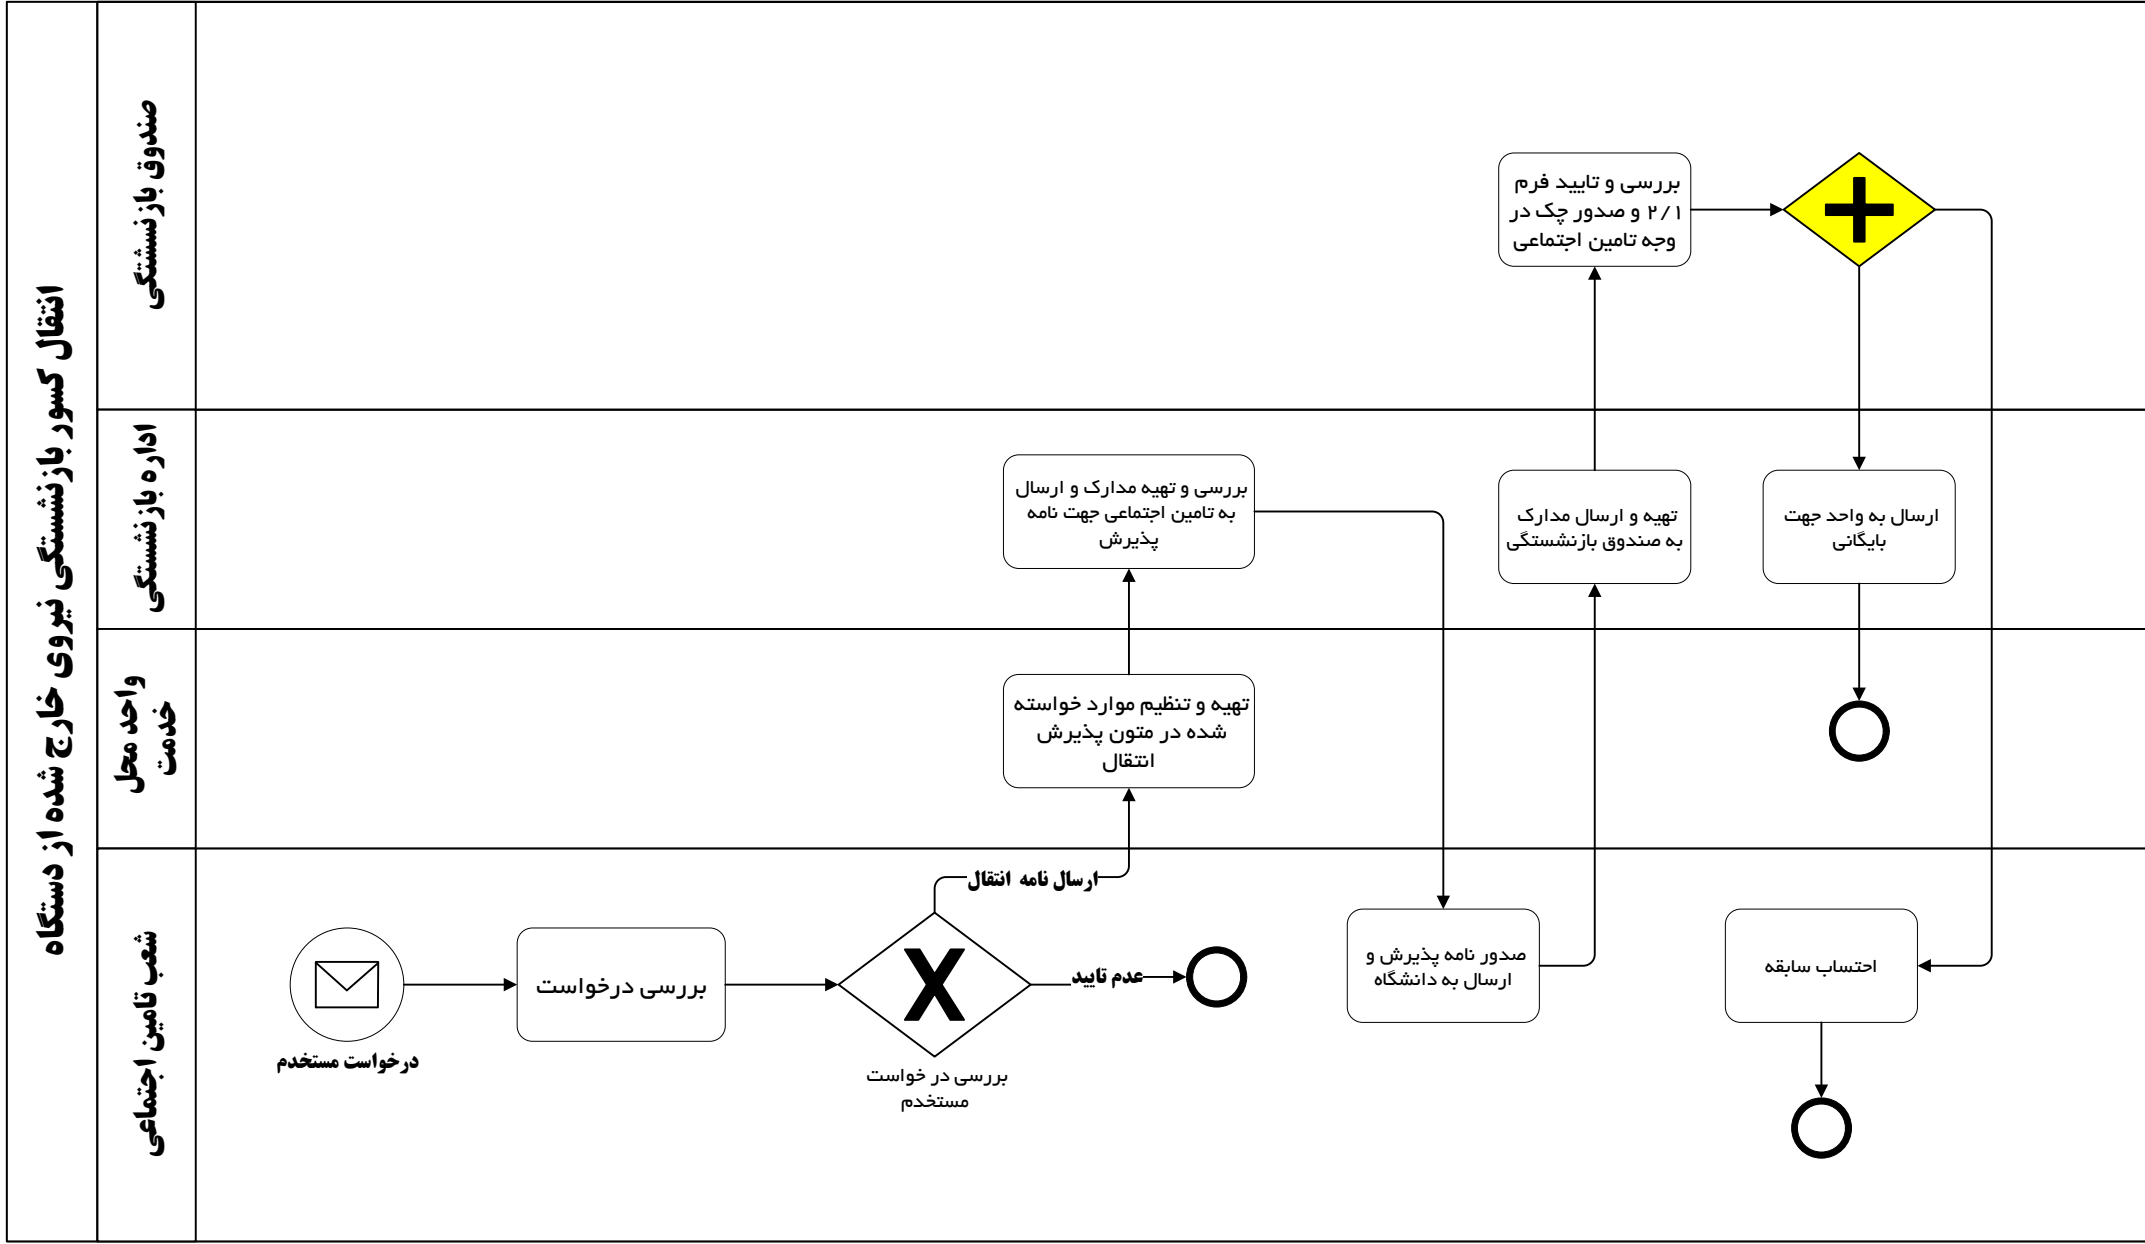 انتقال کسور بازنشستگی نیروی خارج شده از دستگاه
صندوق بازنشستگی
بررسی و تایید فرم
۲/۱ و صدور چک در
وجه تامین اجتماعی
اداره بازنشستگی
بررسی و تهیه مدارک و ارسال
به تامین اجتماعی جهت نامه
پذیرش
تهیه و ارسال مدارک
به صندوق بازنشستگی
ارسال به واحد جهت
بایگانی
واحد محل
خدمت
تهیه و تنظیم موارد خواسته
شده در متون پذیرش
انتقال
شعب تامین اجتماعی
درخواست مستخدم
بررسی درخواست
X
بررسی در خواست
مستخدم
ارسال نامه انتقال
عدم تایید
صدور نامه پذیرش و
ارسال به دانشگاه
احتساب سابقه